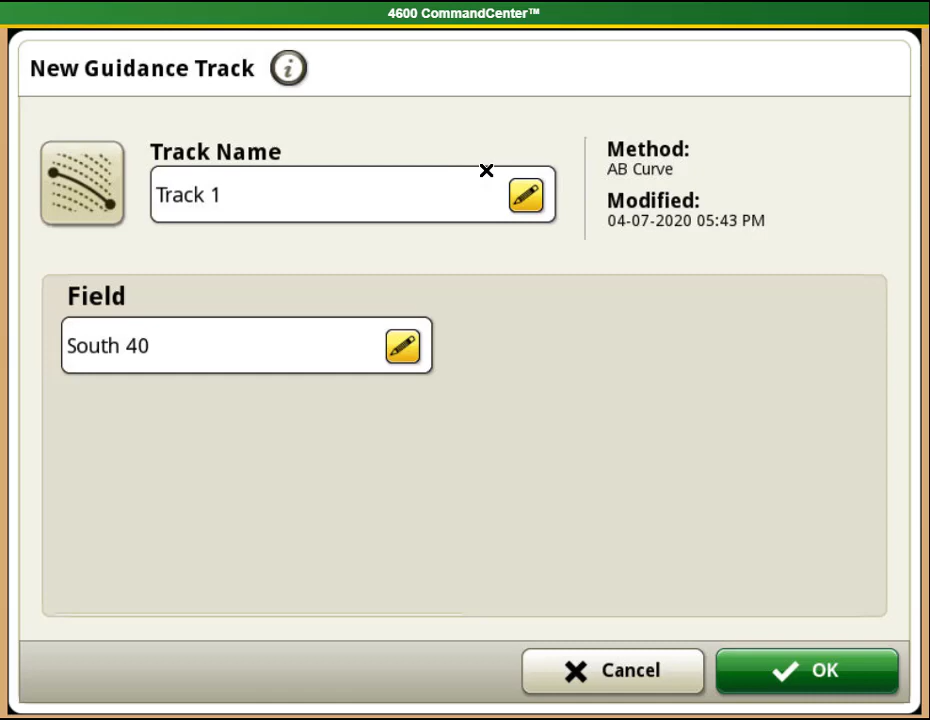 4600 CommandCenter™
New Guidance Track
Track Name
Track 1
Method:
AB Curve
Modified:
04-07-2020 05:43 PM
Field
South 40
Cancel
OK